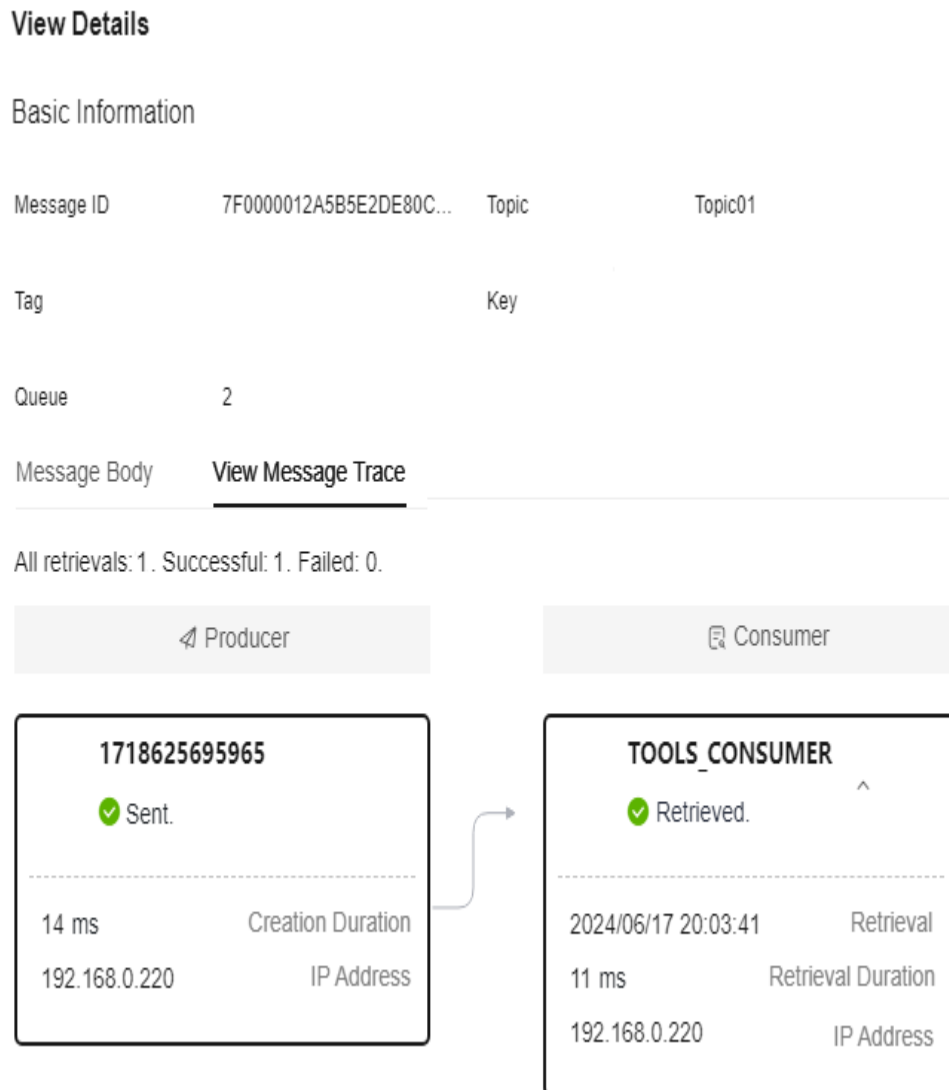 View Details
Basic Information
Message ID 7F0000012A5B5E2DE80C... Topic Topic01
Tag Key
Queue 2
Message Body View Message Trace
All retrievals: 1. Successful: 1. Failed: 0.
Producer Consumer
1718625695965 TOOLS_CONSUMER
Sent. Retrieved.
14 ms Creation Duration 2024/06/17 20:03:41 Retrieval
192.168.0.220 IP Address 11 ms Retrieval Duration
192.168.0.220 IP Address